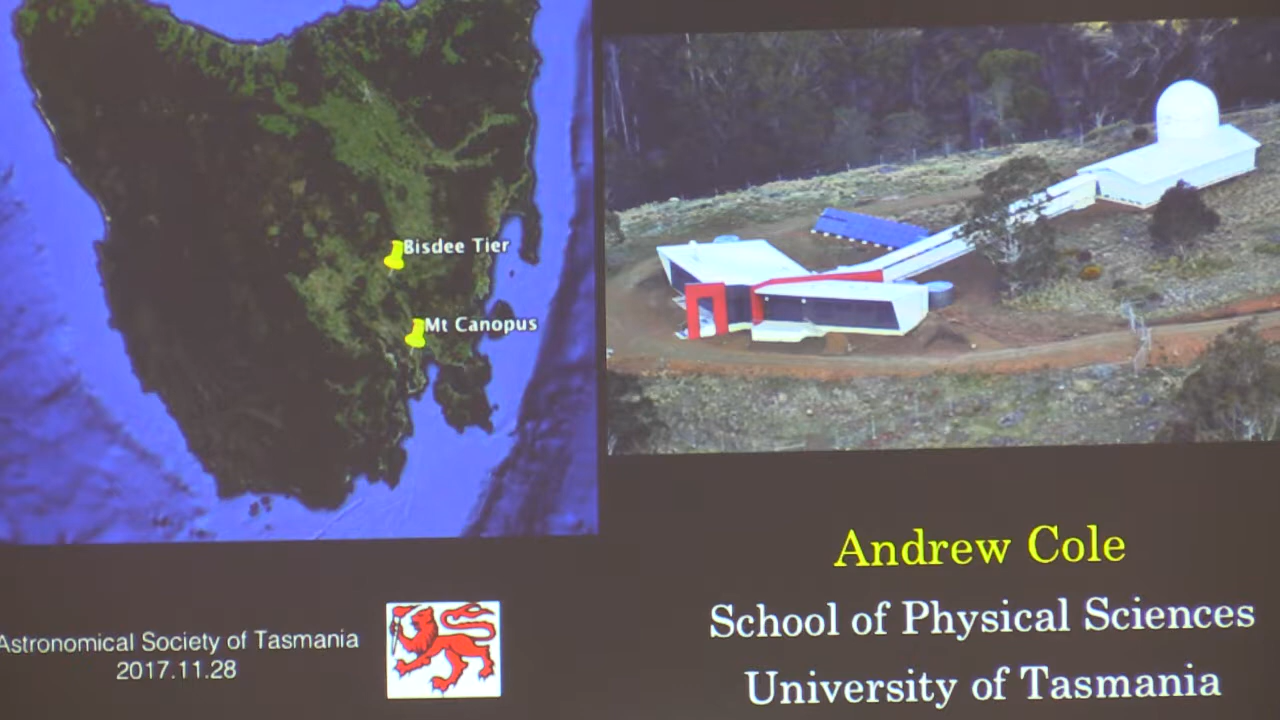 Bisdee Tier
Mt Canopus
Astronomical Society of Tasmania
2017.11.28
Andrew Cole
School of Physical Sciences
University of Tasmania